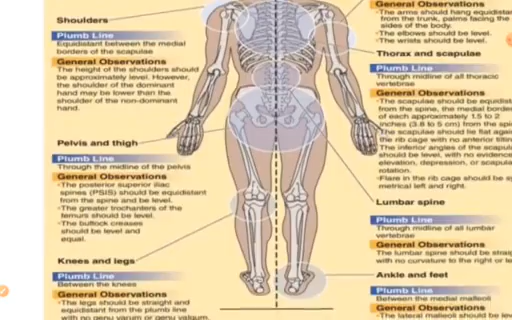 Shoulders
Plumb Line
Equidistant between the medial
borders of the scapulae
General Observations
The height of the shoulders should
be approximately level. However,
the shoulder of the dominant
hand may be lower than the
shoulder of the non-dominant
hand.
Pelvis and thigh
Plumb Line
Through the midline of the pelvis
General Observations
•The posterior superior iliac
spines (PSIS) should be equidistant
from the spine and be level.
•The greater trochanters of the
femurs should be level.
•The buttock creases
should be level and
equal.
Knees and legs
Plumb Line
Between the knees
General Observations
•The legs should be straight and
equidistant from the plumb line
with no genu varum or genu valgum.
General Observations
•The arms should hang equidistant
from the trunk, palms facing the
sides of the body.
•The elbows should be level.
•The wrists should be level.
Thorax and scapulae
Plumb Line
Through midline of all thoracic
vertebrae
General Observations
•The scapulae should be equidist
from the spine, the medial border
of each approximately 1.5 to 2
inches (3.8 to 5 cm) from the spi
•The scapulae should lie flat again
the rib cage with no anterior tiltin
•The inferior angles of the scapula
should be level, with no evidence
elevation, depression, or scapula
rotation.
•Flare in the rib cage should be sy
metrical left and right.
Lumbar spine
Plumb Line
Through midline of all lumbar
vertebrae
General Observations
The lumbar spine should be straig
with no curvature to the right or le
Ankle and feet
Plumb Line
Between the medial malleoli
General Observations
•The lateral malleoli should be lev